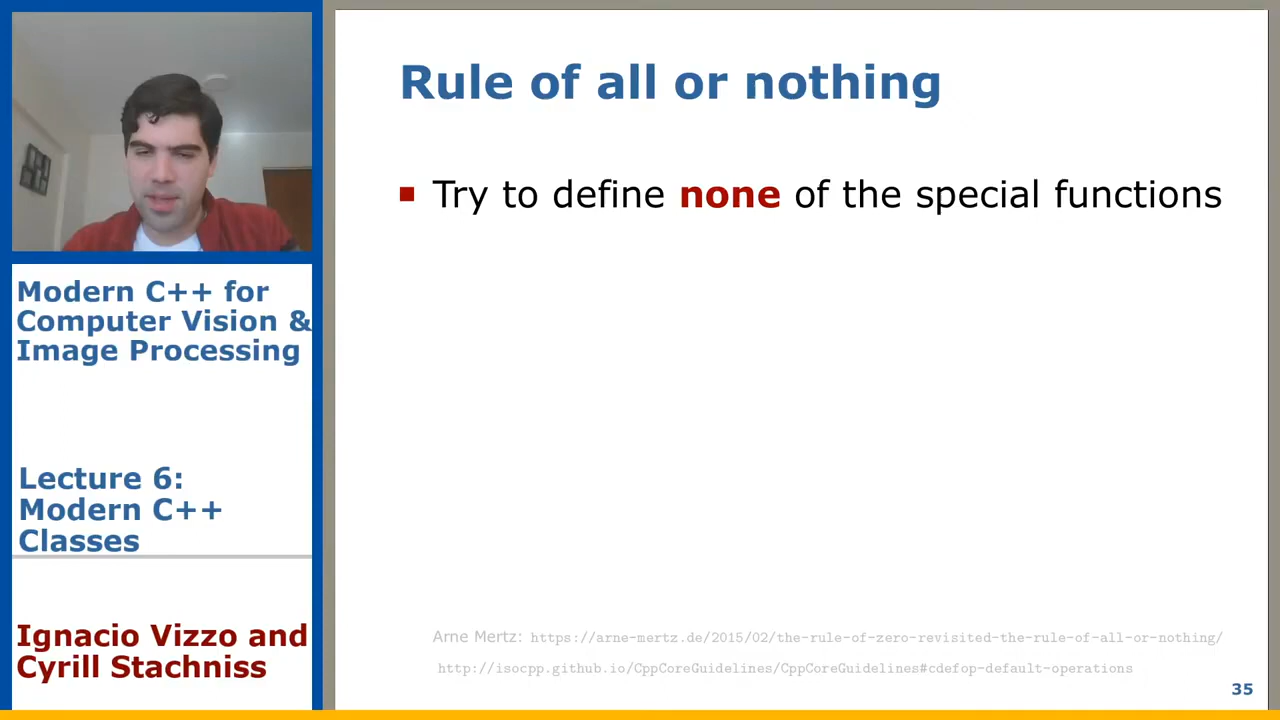 Rule of all or nothing
Try to define none of the special functions
Modern C++ for
Computer Vision &
Image Processing
Lecture 6:
Modern C++
Classes
Ignacio Vizzo and
Cyrill Stachniss
Arne Mertz: https://arne-mertz.de/2015/02/the-rule-of-zero-revisited-the-rule-of-all-or-nothing/
http://isocpp.github.io/CppCoreGuidelines/CppCoreGuidelines#cdefop-default-operations
35